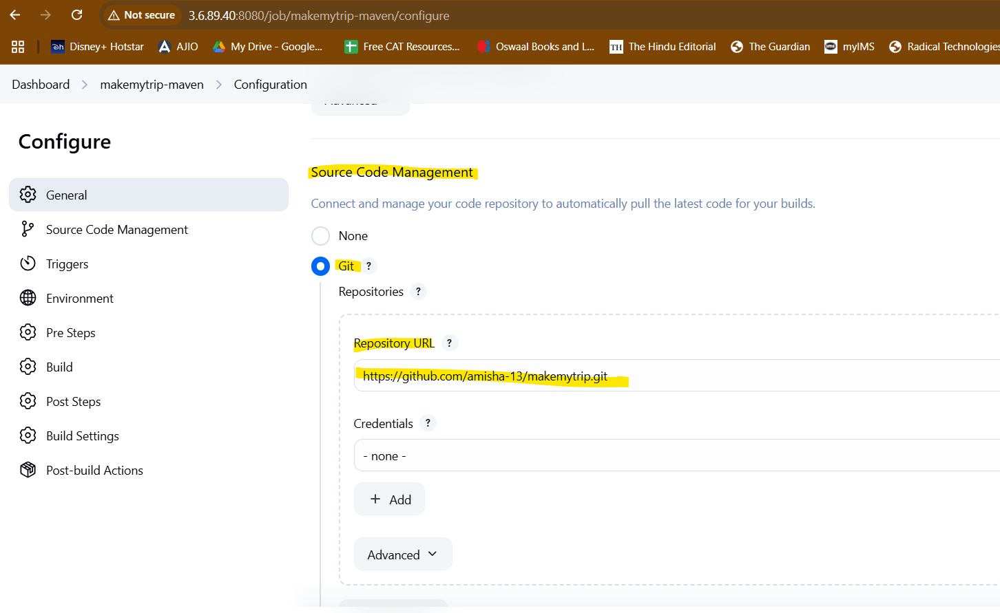 Not secure 3.6.89.40:8080/job/makemytrip-maven/configure
Disney+ Hotstar AJIO My Drive - Google... Free CAT Resources... Oswaal Books and L... TH The Hindu Editorial The Guardian myIMS Radical Technologies
Dashboard makemytrip-maven Configuration
Advanced
Configure
General
Source Code Management
Triggers
Environment
Pre Steps
Build
Post Steps
Build Settings
Post-build Actions
Source Code Management
Connect and manage your code repository to automatically pull the latest code for your builds.
None
Git ?
Repositories ?
Repository URL ?
https://github.com/amisha-13/makemytrip.git
Credentials ?
- none -
+ Add
Advanced